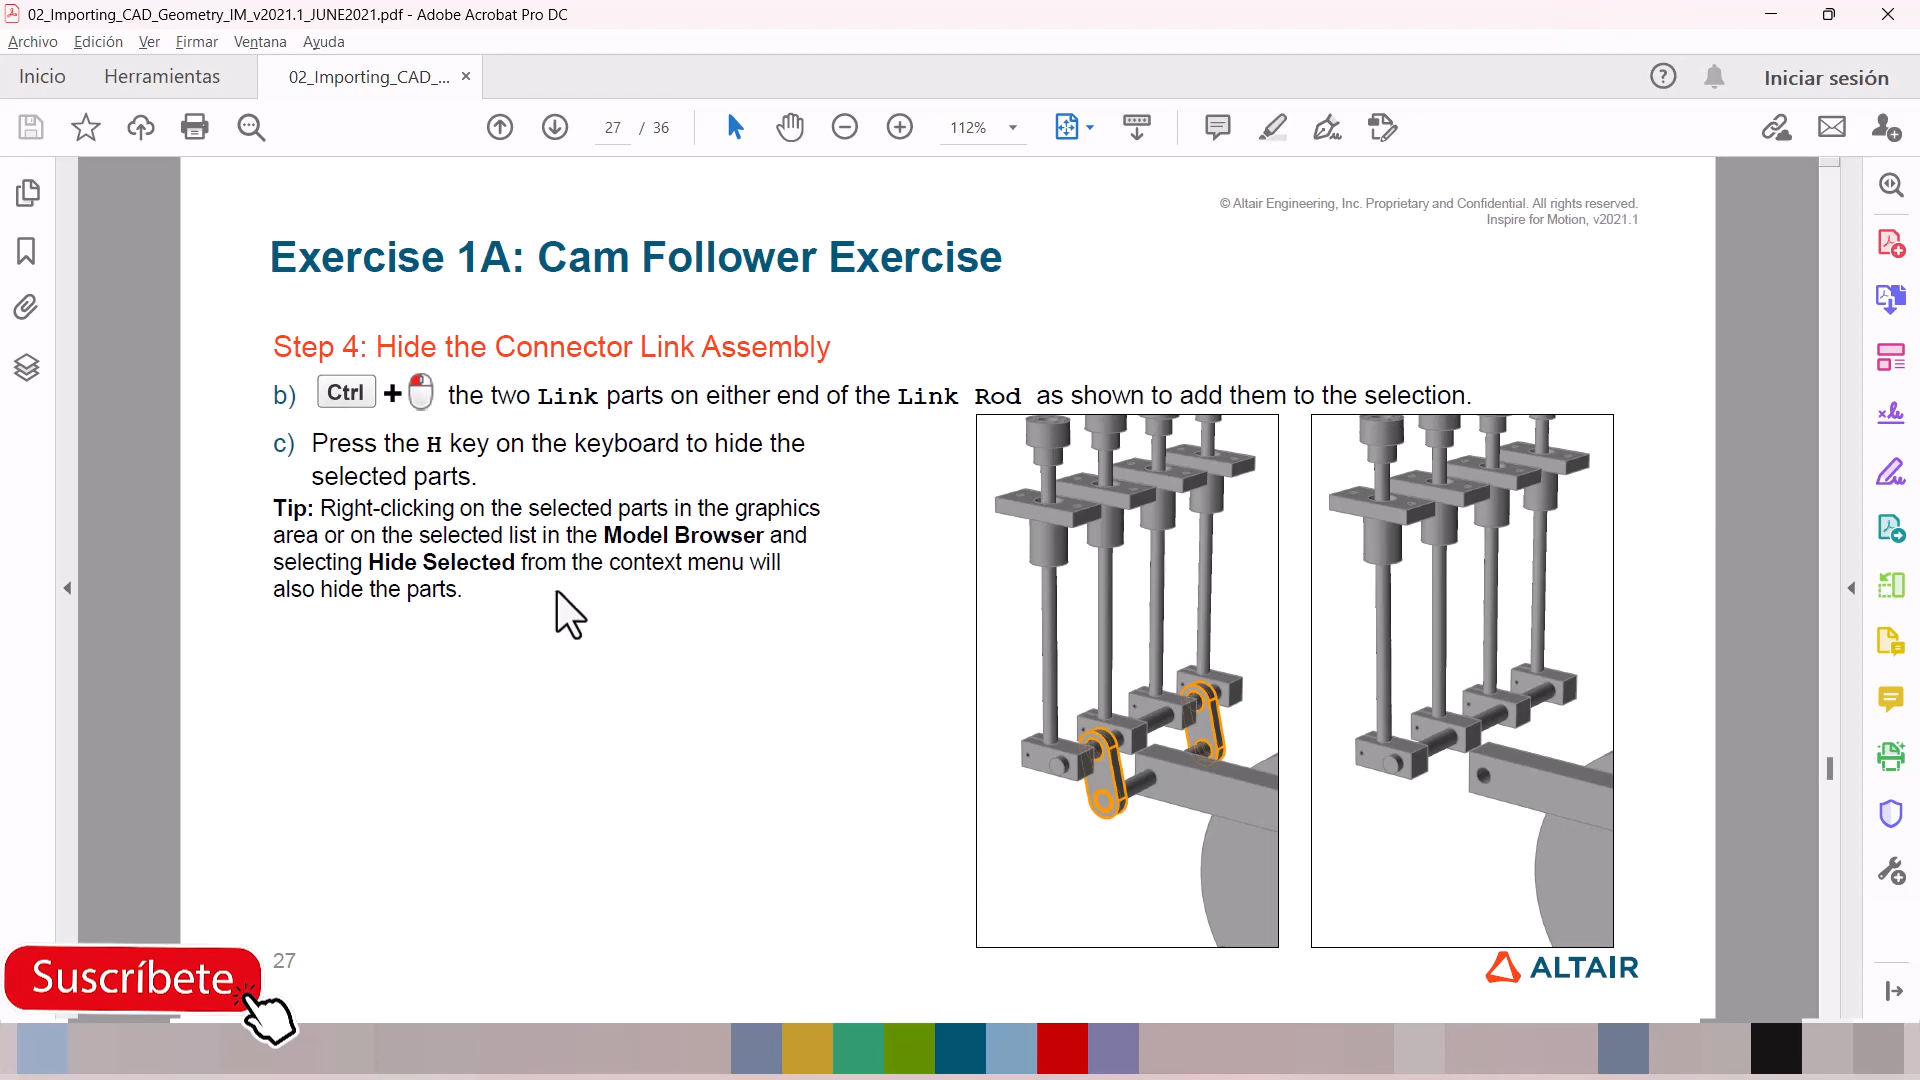 02_Importing_CAD_Geometry_IM_v2021.1_JUNE2021.pdf - Adobe Acrobat Pro DC
Archivo Edición Ver Firmar Ventana Ayuda
Inicio Herramientas 02_Importing_CAD_... × Iniciar sesión
27 / 36 112%
© Altair Engineering, Inc. Proprietary and Confidential. All rights reserved.
Inspire for Motion, v2021.1
Exercise 1A: Cam Follower Exercise
Step 4: Hide the Connector Link Assembly
b) Ctrl + the two Link parts on either end of the Link Rod as shown to add them to the selection.
c) Press the H key on the keyboard to hide the
selected parts.
Tip: Right-clicking on the selected parts in the graphics
area or on the selected list in the Model Browser and
selecting Hide Selected from the context menu will
also hide the parts.
27
ALTAIR
Suscríbete